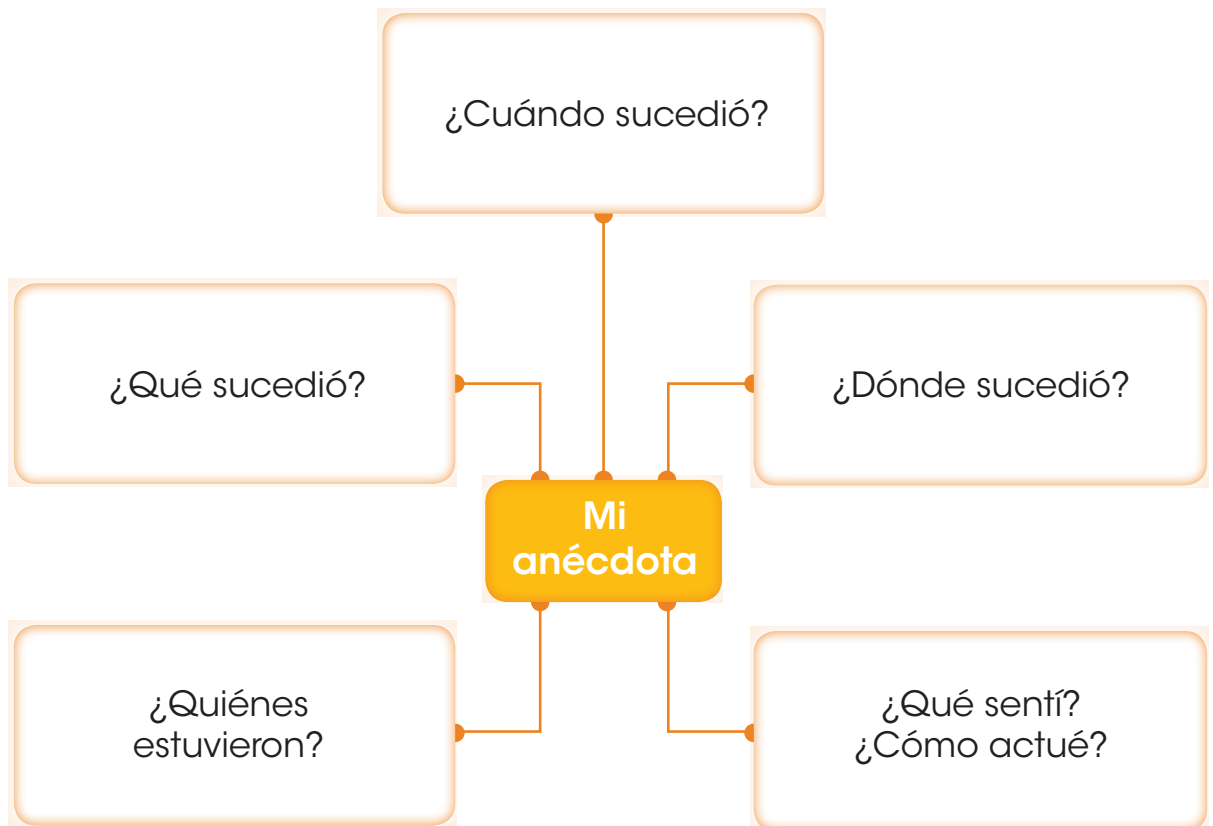 ¿Cuándo sucedió?
¿Qué sucedió?
¿Dónde sucedió?
Mi
anécdota
¿Quiénes
estuvieron?
¿Qué sentí?
¿Cómo actué?